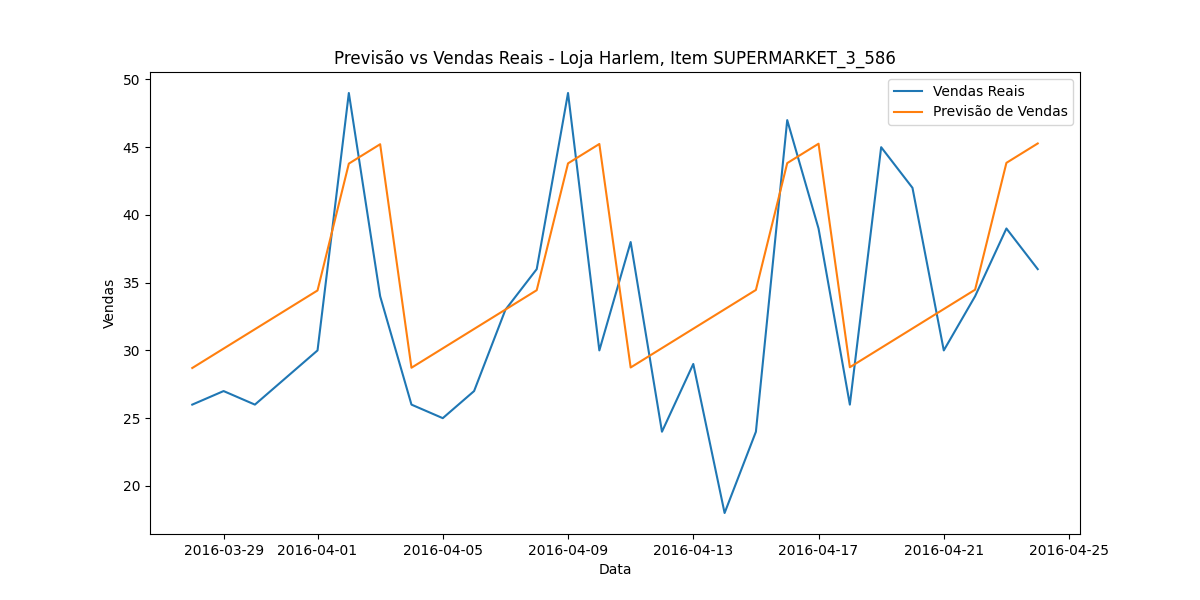 Previsão vs Vendas Reais - Loja Harlem, Item SUPERMARKET_3_586
Vendas Reais
Previsão de Vendas
Vendas
50
45
40
35
30
25
20
2016-03-29 2016-04-01 2016-04-05 2016-04-09 2016-04-13 2016-04-17 2016-04-21 2016-04-25
Data